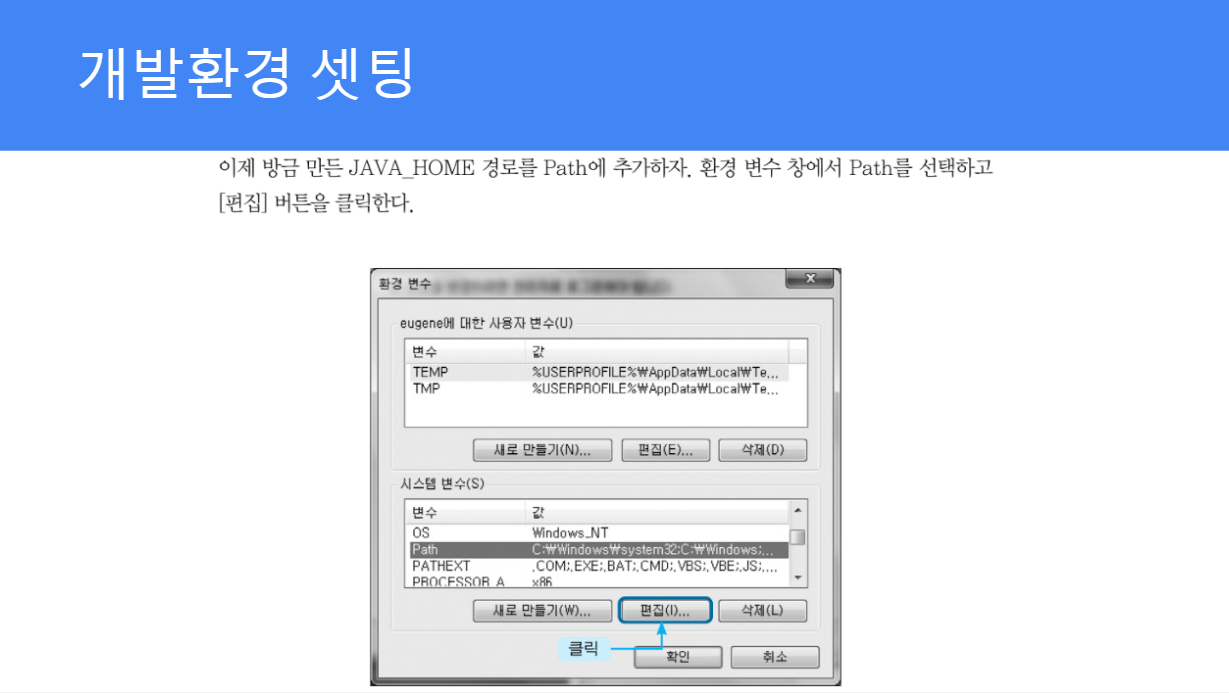 개발환경 셋팅
이제 방금 만든 JAVA_HOME 경로를 Path에 추가하자. 환경 변수 창에서 Path를 선택하고
[편집] 버튼을 클릭한다.
환경 변수
eugene에 대한 사용자 변수(U)
변수 값
TEMP %USERPROFILE%₩AppData₩Local₩Te...
TMP %USERPROFILE%₩AppData₩Local₩Te...
새로 만들기(N)... 편집(E)... 삭제(D)
시스템 변수(S)
변수 값
OS Windows_NT
Path C:₩Windows₩system32;C:₩Windows;...
PATHEXT .COM;.EXE;.BAT;.CMD;.VBS;.VBE;.JS;....
PROCESSOR_A x86
새로 만들기(W)... 편집(I)... 삭제(L)
클릭
확인 취소